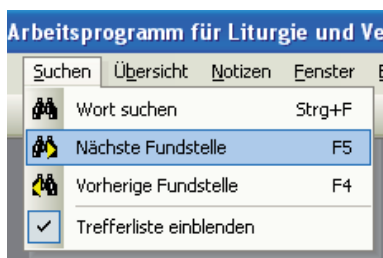 Arbeitsprogramm für Liturgie und
Suchen Übersicht Notizen Fenster
Wort suchen Strg+F
Nächste Fundstelle F5
Vorherige Fundstelle F4
Trefferliste einblenden